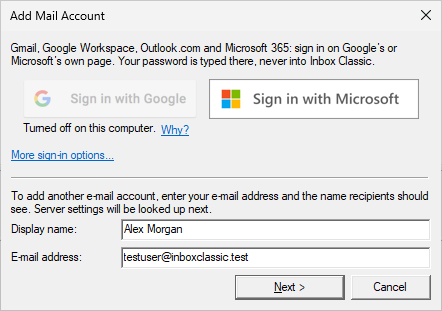 Add Mail Account
Gmail, Google Workspace, Outlook.com and Microsoft 365: sign in on Google's or
Microsoft's own page. Your password is typed there, never into Inbox Classic.
Sign in with Google
Sign in with Microsoft
Turned off on this computer. Why?
More sign-in options...
To add another e-mail account, enter your e-mail address and the name recipients should
see. Server settings will be looked up next.
Display name: Alex Morgan
E-mail address: testuser@inboxclassic.test
Next >
Cancel